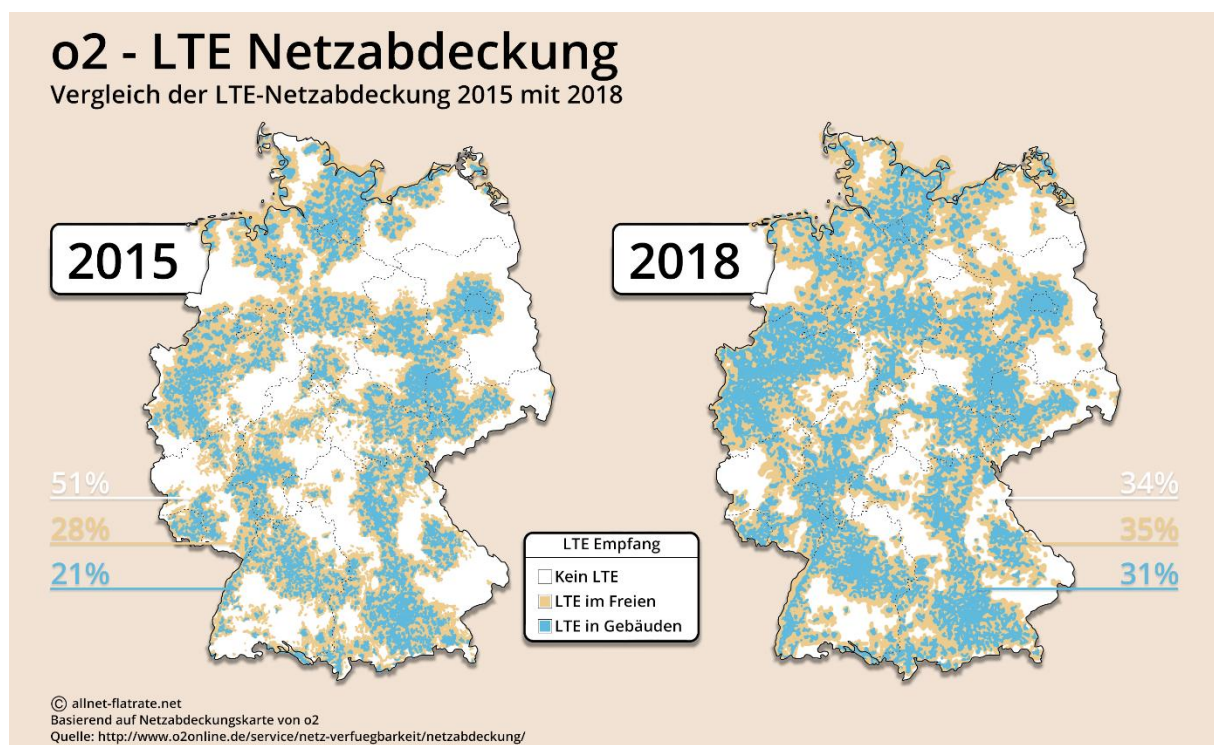 o2 - LTE Netzabdeckung
Vergleich der LTE-Netzabdeckung 2015 mit 2018
2015
2018
51%
28%
21%
34%
35%
31%
LTE Empfang
Kein LTE
LTE im Freien
LTE in Gebäuden
© allnet-flatrate.net
Basierend auf Netzabdeckungskarte von o2
Quelle: http://www.o2online.de/service/netz-verfuegbarkeit/netzabdeckung/